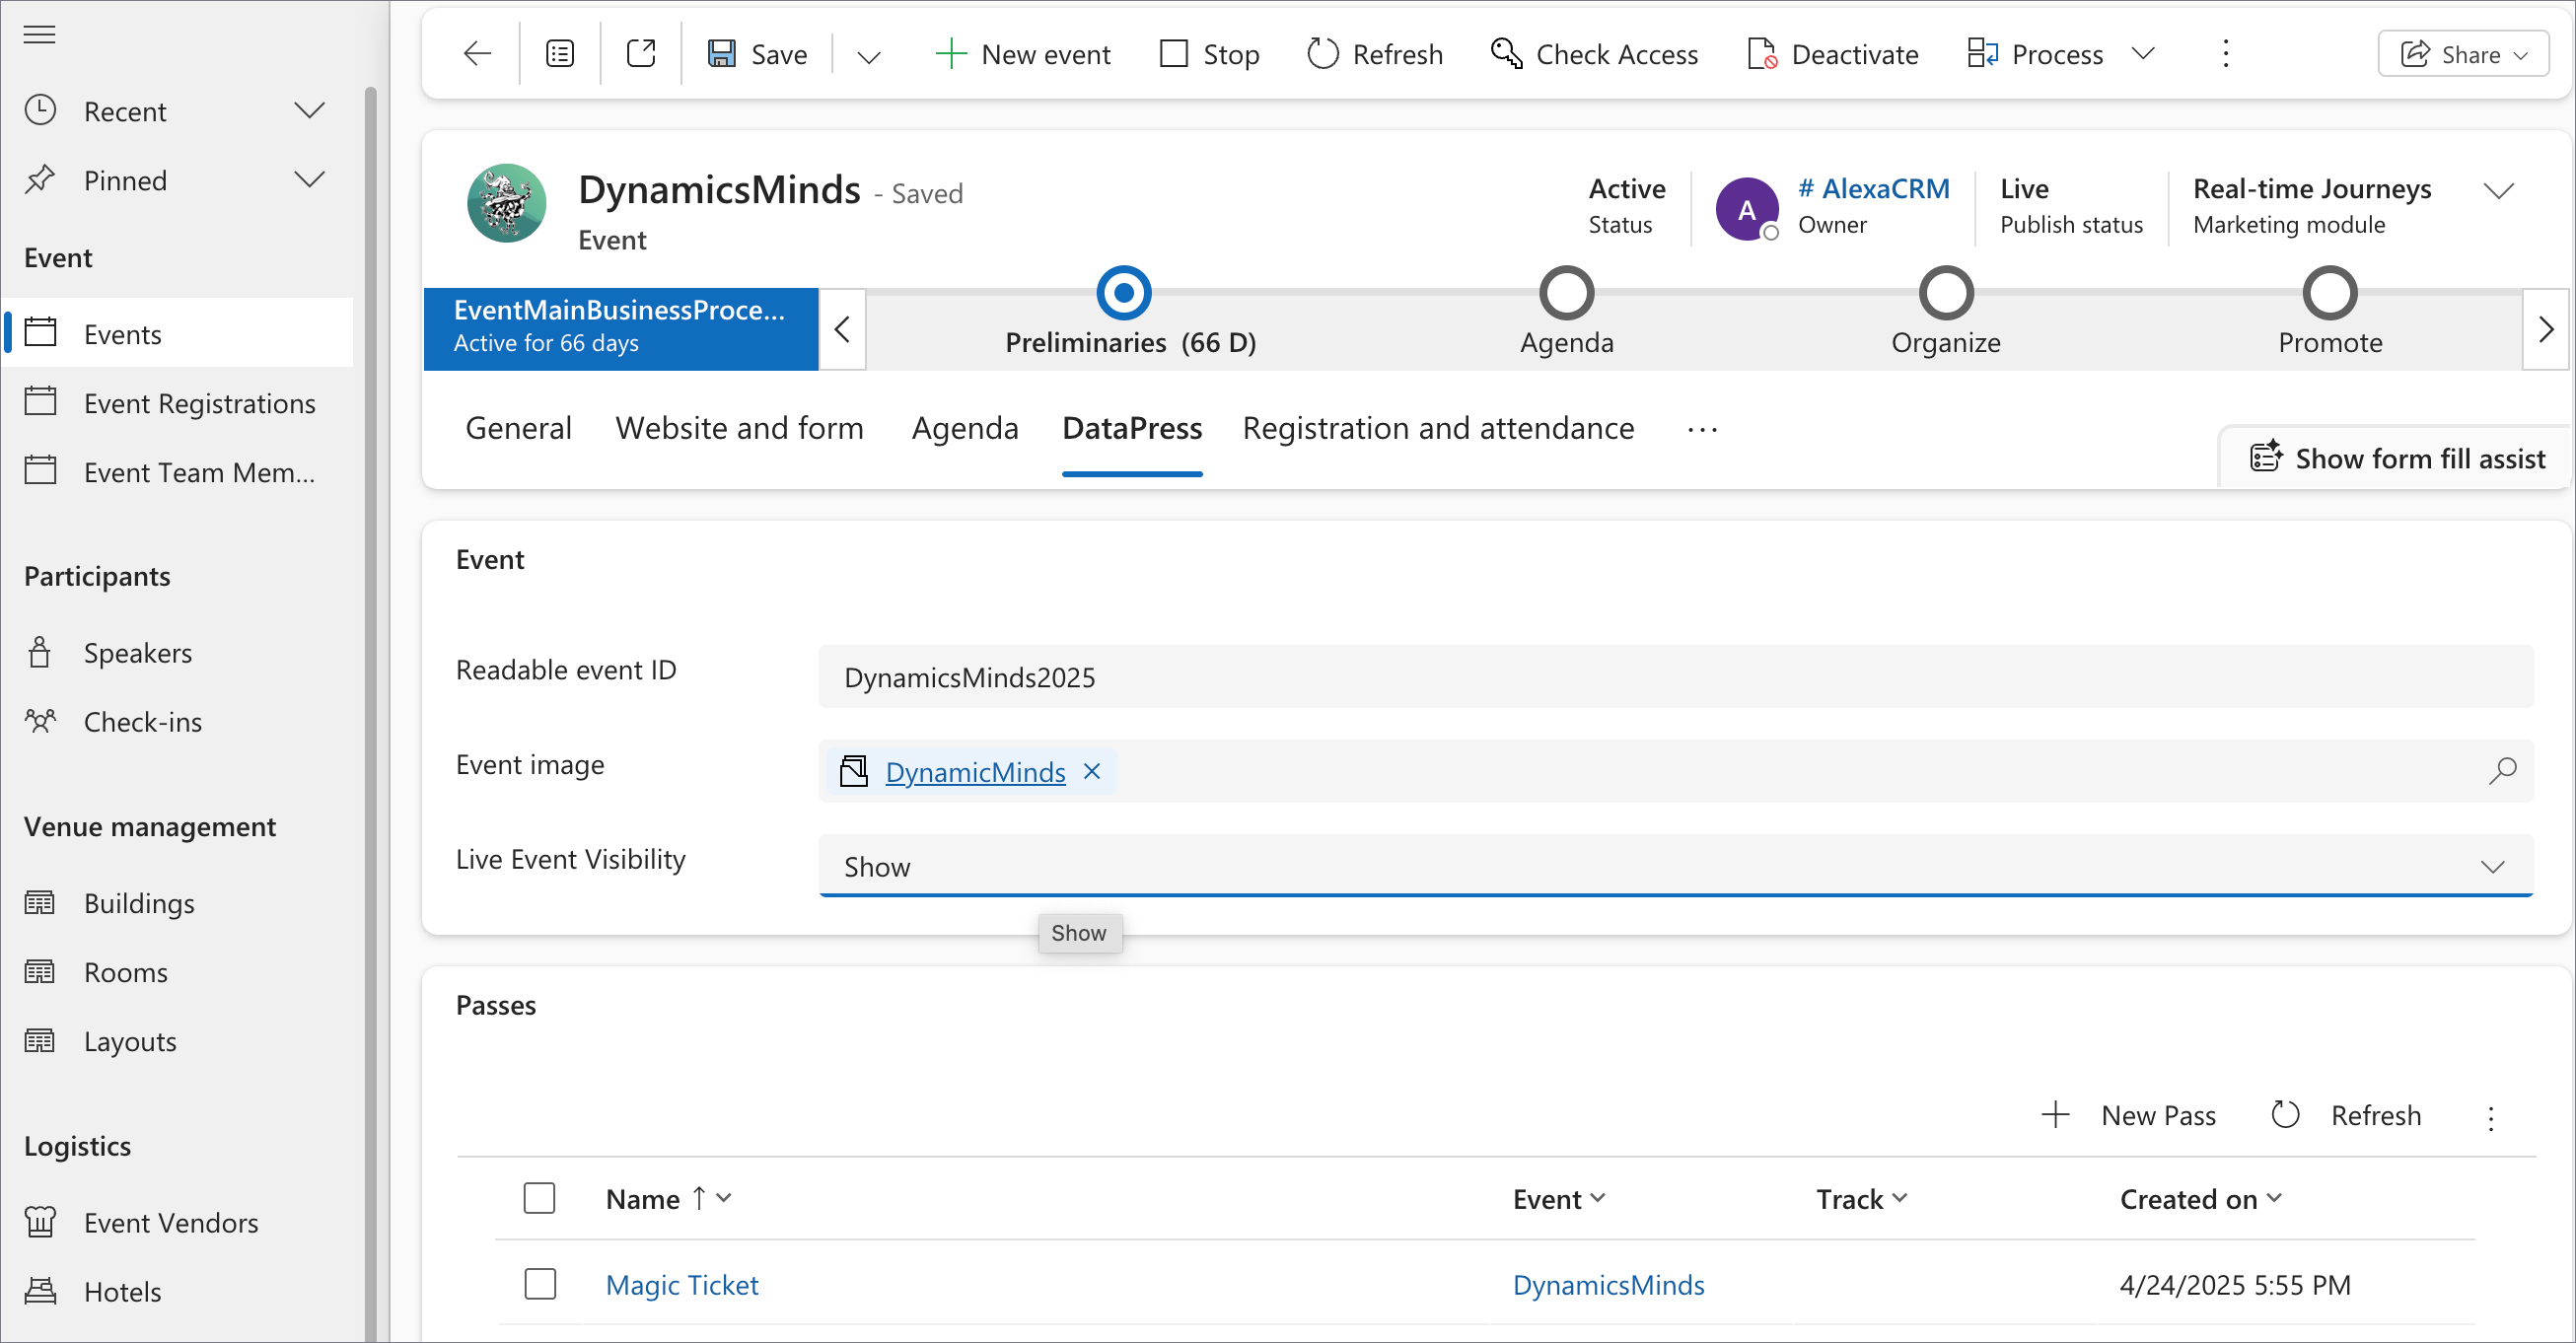 Save
New event
Stop
Refresh
Check Access
Deactivate
Process
Share
Recent
Pinned
Event
Events
Event Registrations
Event Team Mem...
Participants
Speakers
Check-ins
Venue management
Buildings
Rooms
Layouts
Logistics
Event Vendors
Hotels
DynamicsMinds - Saved
Event
Active
Status
A
# AlexaCRM
Owner
Live
Publish status
Real-time Journeys
Marketing module
EventMainBusinessProce...
Active for 66 days
Preliminaries (66 D)
Agenda
Organize
Promote
General
Website and form
Agenda
DataPress
Registration and attendance
...
Show form fill assist
Event
Readable event ID
DynamicsMinds2025
Event image
DynamicMinds
Live Event Visibility
Show
Show
Passes
New Pass
Refresh
Name
Event
Track
Created on
Magic Ticket
DynamicsMinds
4/24/2025 5:55 PM